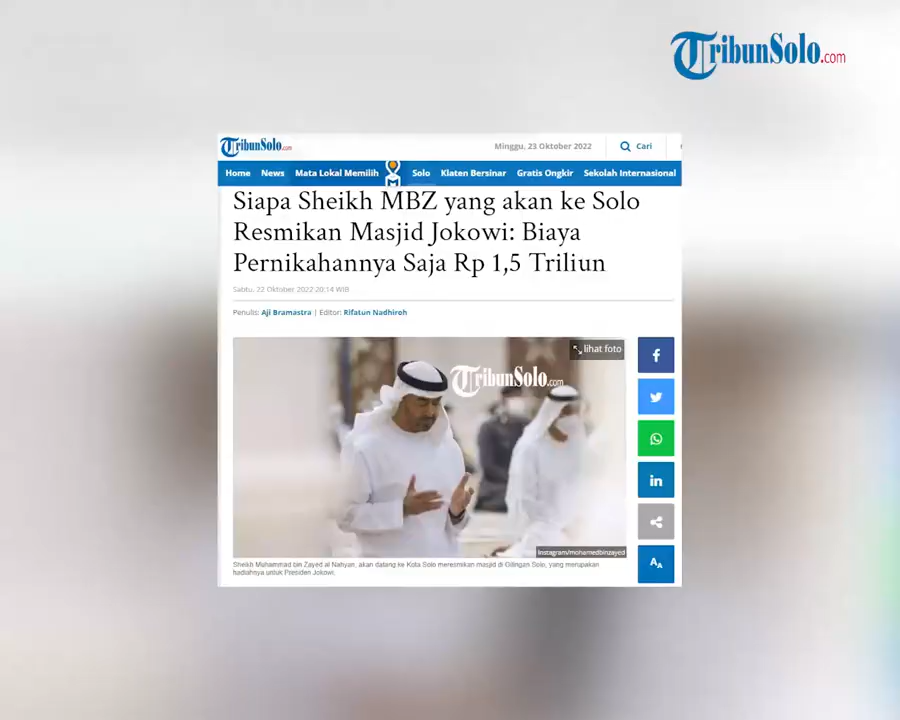 TribunSolo.com
TribunSolo.com
Minggu, 23 Oktober 2022
Cari
Home News Mata Lokal Memilih Solo Klaten Bersinar Gratis Ongkir Sekolah Internasional
Siapa Sheikh MBZ yang akan ke Solo
Resmikan Masjid Jokowi: Biaya
Pernikahannya Saja Rp 1,5 Triliun
Sabtu, 22 Oktober 2022 20:14 WIB
Penulis: Aji Bramastra | Editor: Rifatun Nadhiroh
lihat foto
TribunSolo.com
Instagram/mohamedbinzayed
Sheikh Muhammad bin Zayed al Nahyan, akan datang ke Kota Solo meresmikan masjid di Gilingan Solo, yang merupakan
hadiahnya untuk Presiden Jokowi.
f
in
AA